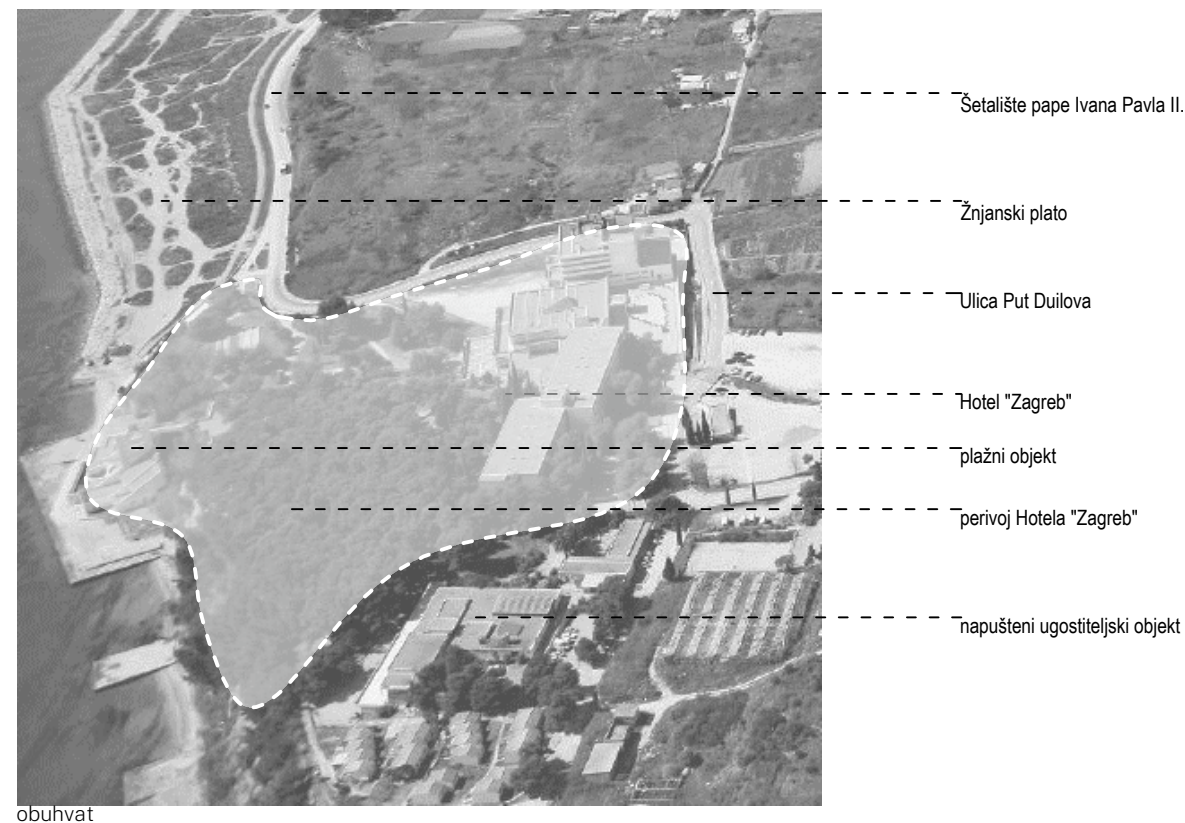 Šetalište pape Ivana Pavla II.
Žnjanski plato
Ulica Put Duilova
Hotel "Zagreb"
plažni objekt
perivoj Hotela "Zagreb"
napušteni ugostiteljski objekt
obuhvat